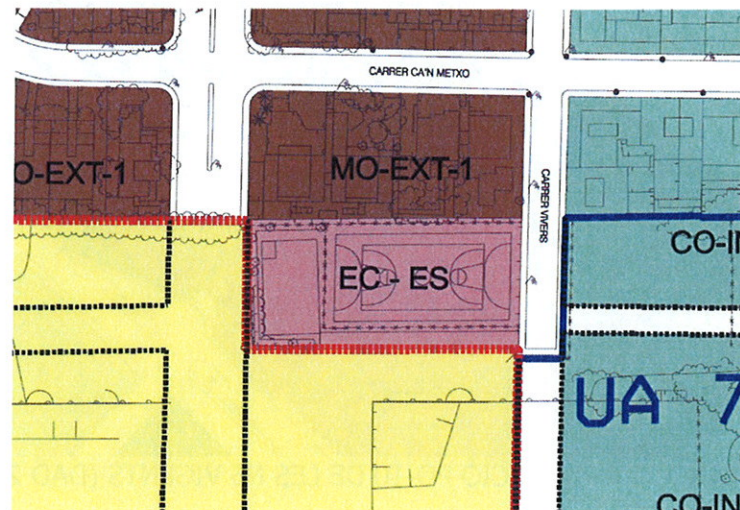 CARRER CA'N METXO
O-EXT-1
MO-EXT-1
CARRER VIVERS
CO-IN
EC - ES
UA 7
CO-IN